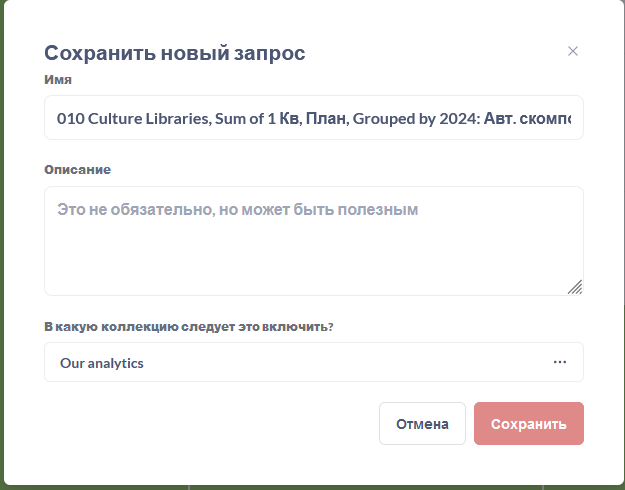 Сохранить новый запрос
Имя
010 Culture Libraries, Sum of 1 Кв, План, Grouped by 2024: Авт. скомпо
Описание
Это не обязательно, но может быть полезным
В какую коллекцию следует это включить?
Our analytics
Отмена
Сохранить